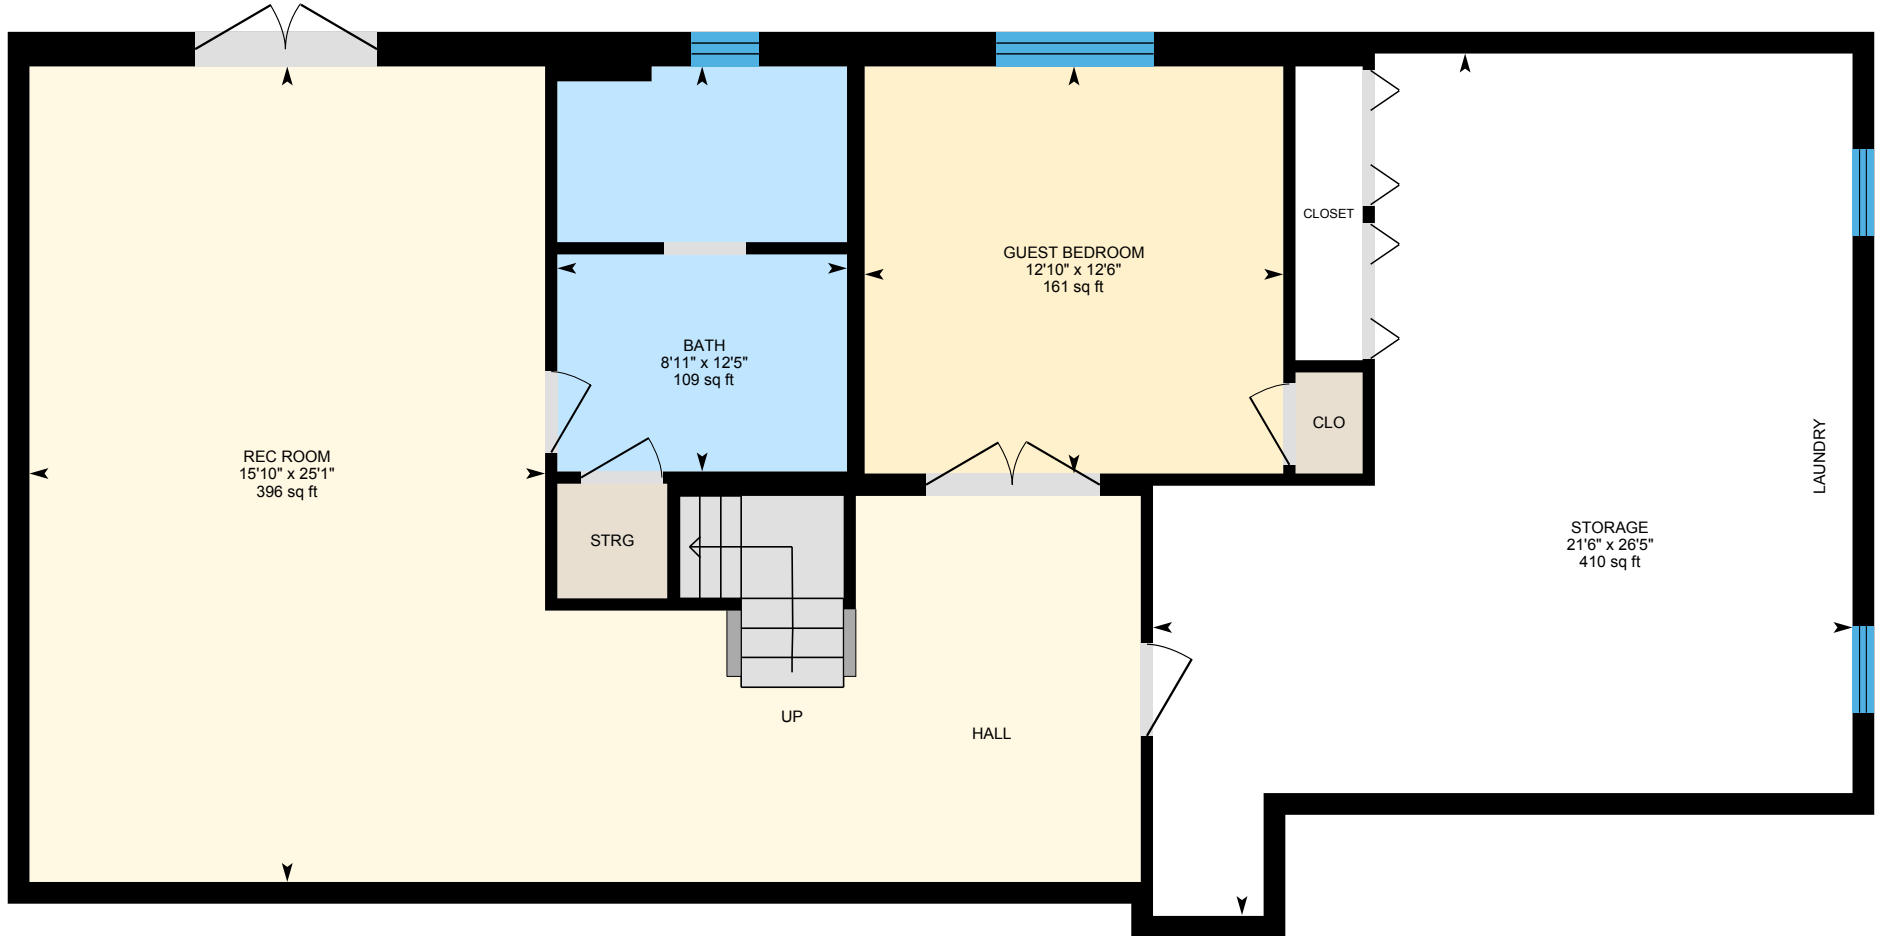 CLOSET
GUEST BEDROOM
12'10" x 12'6"
161 sq ft
BATH
8'11" x 12'5"
109 sq ft
CLO
REC ROOM
15'10" x 25'1"
396 sq ft
LAUNDRY
STRG
STORAGE
21'6" x 26'5"
410 sq ft
UP
HALL